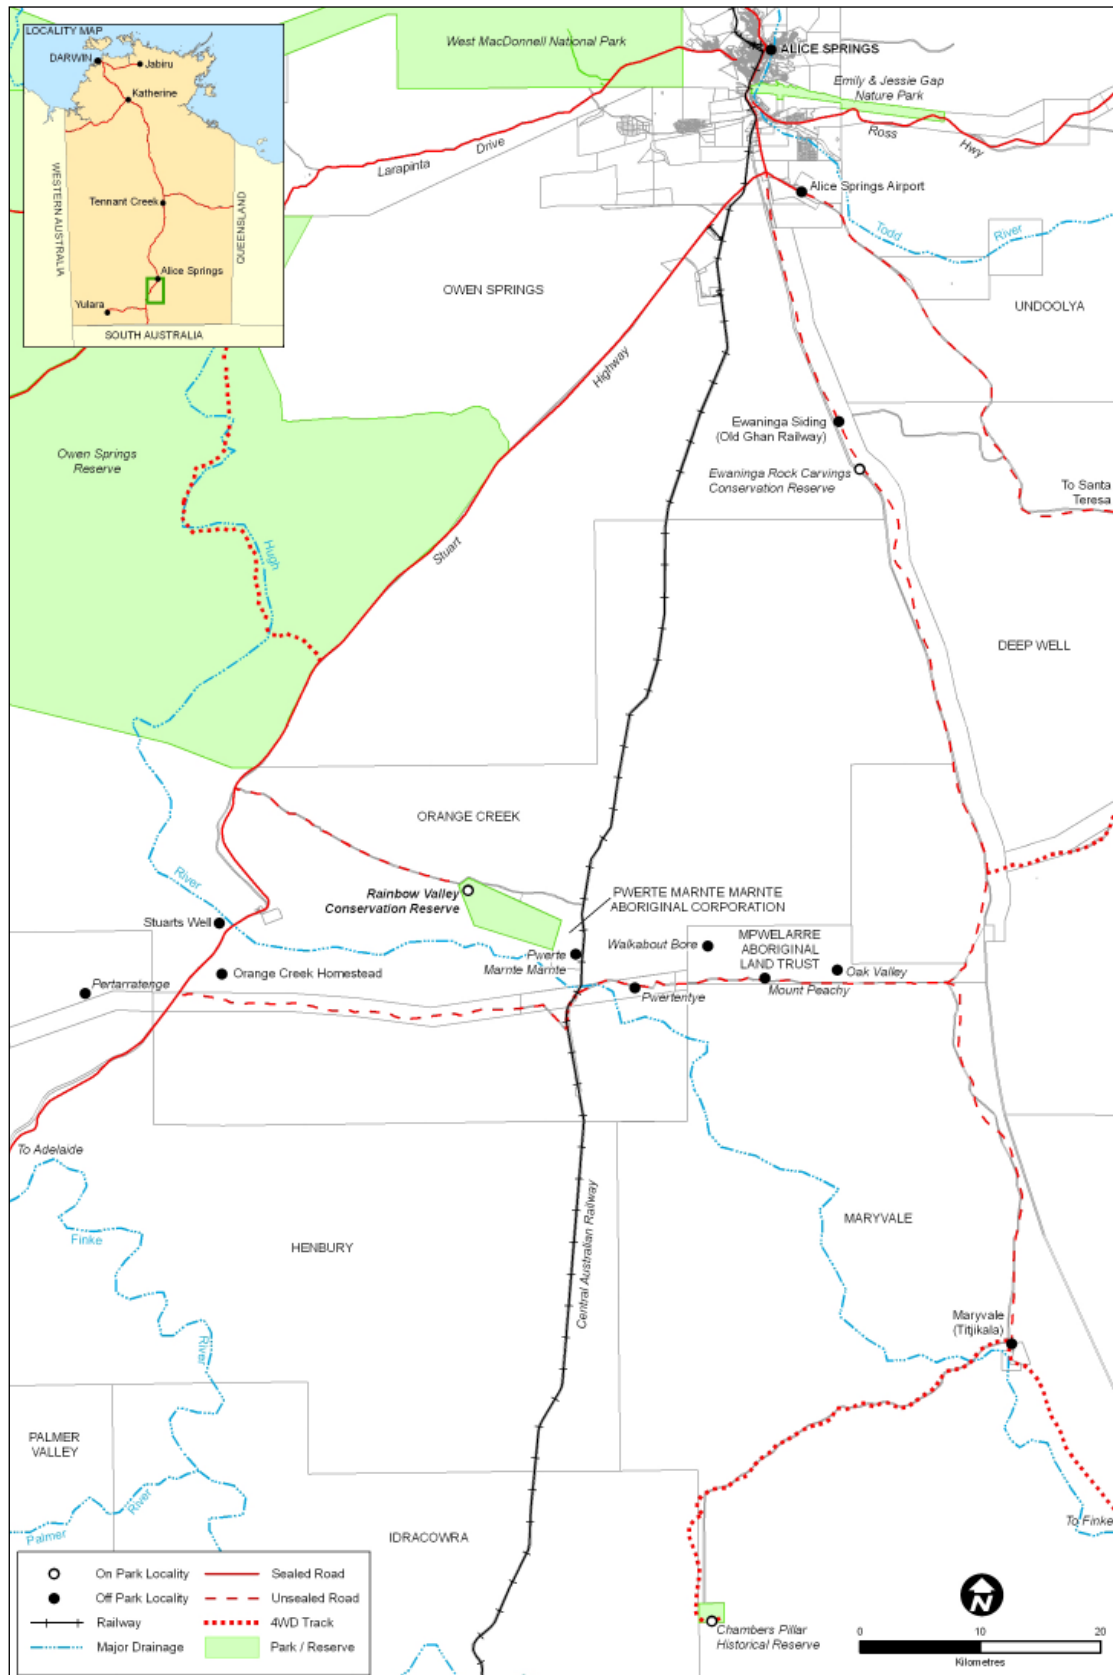 LOCALITY MAP
DARWIN
Jabiru
Katherine
WESTERN AUSTRALIA
Tennant Creek
QUEENSLAND
Alice Springs
Yulara
SOUTH AUSTRALIA
West MacDonnell National Park
ALICE SPRINGS
Emily & Jessie Gap
Nature Park
Ross
Hwy
Larapinta
Drive
Alice Springs Airport
Todd
River
OWEN SPRINGS
UNDOOLYA
Highway
Ewaninga Siding
(Old Ghan Railway)
Owen Springs
Reserve
Ewaninga Rock Carvings
Conservation Reserve
To Santa
Teresa
Stuart
Hugh
DEEP WELL
ORANGE CREEK
River
Rainbow Valley
Conservation Reserve
PWERTE MARNTE MARNTE
ABORIGINAL CORPORATION
Stuarts Well
Walkabout Bore
MPWELARRE
ABORIGINAL
LAND TRUST
Pwerte
Marnte Marnte
Orange Creek Homestead
Oak Valley
Pertarratenge
Pwertentye
Mount Peachy
To Adelaide
Finke
River
HENBURY
Central Australian Railway
MARYVALE
Maryvale
(Titjikala)
PALMER
VALLEY
Palmer
River
IDRACOWRA
To Finke
On Park Locality
Sealed Road
Off Park Locality
Unsealed Road
Railway
4WD Track
Major Drainage
Park / Reserve
Chambers Pillar
Historical Reserve
N
0
10
20
Kilometres